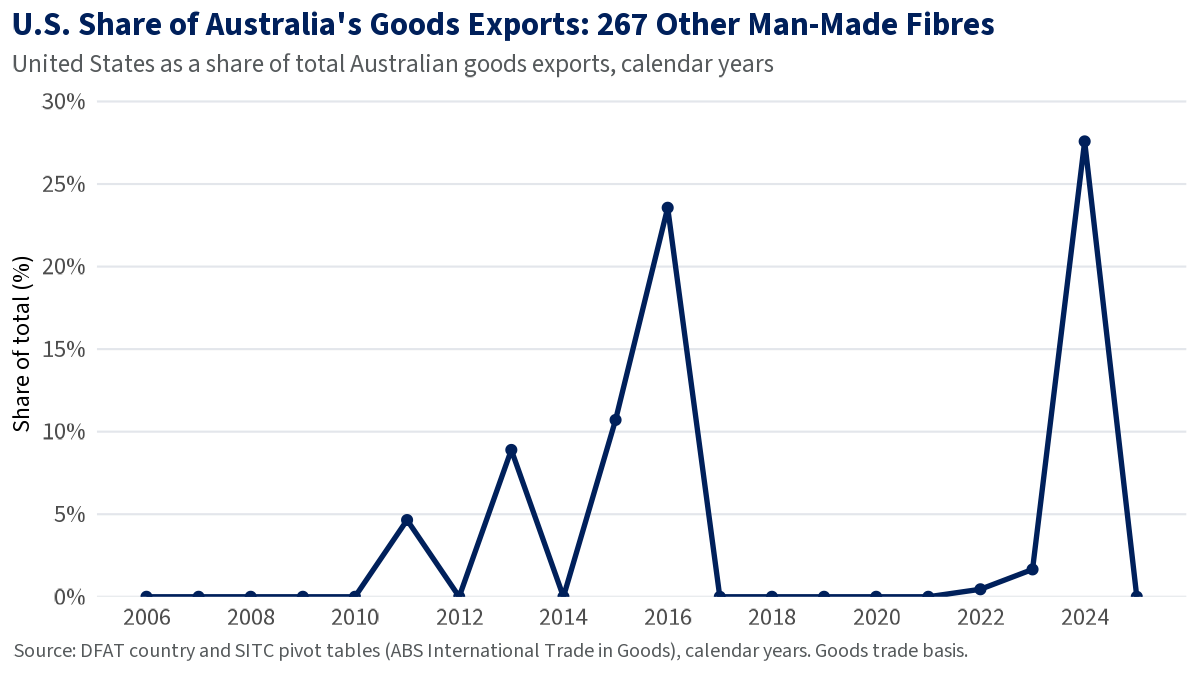 U.S. Share of Australia's Goods Exports: 267 Other Man-Made Fibres
United States as a share of total Australian goods exports, calendar years
30%
25%
20%
15%
10%
5%
0%
Share of total (%)
2006 2008 2010 2012 2014 2016 2018 2020 2022 2024
Source: DFAT country and SITC pivot tables (ABS International Trade in Goods), calendar years. Goods trade basis.